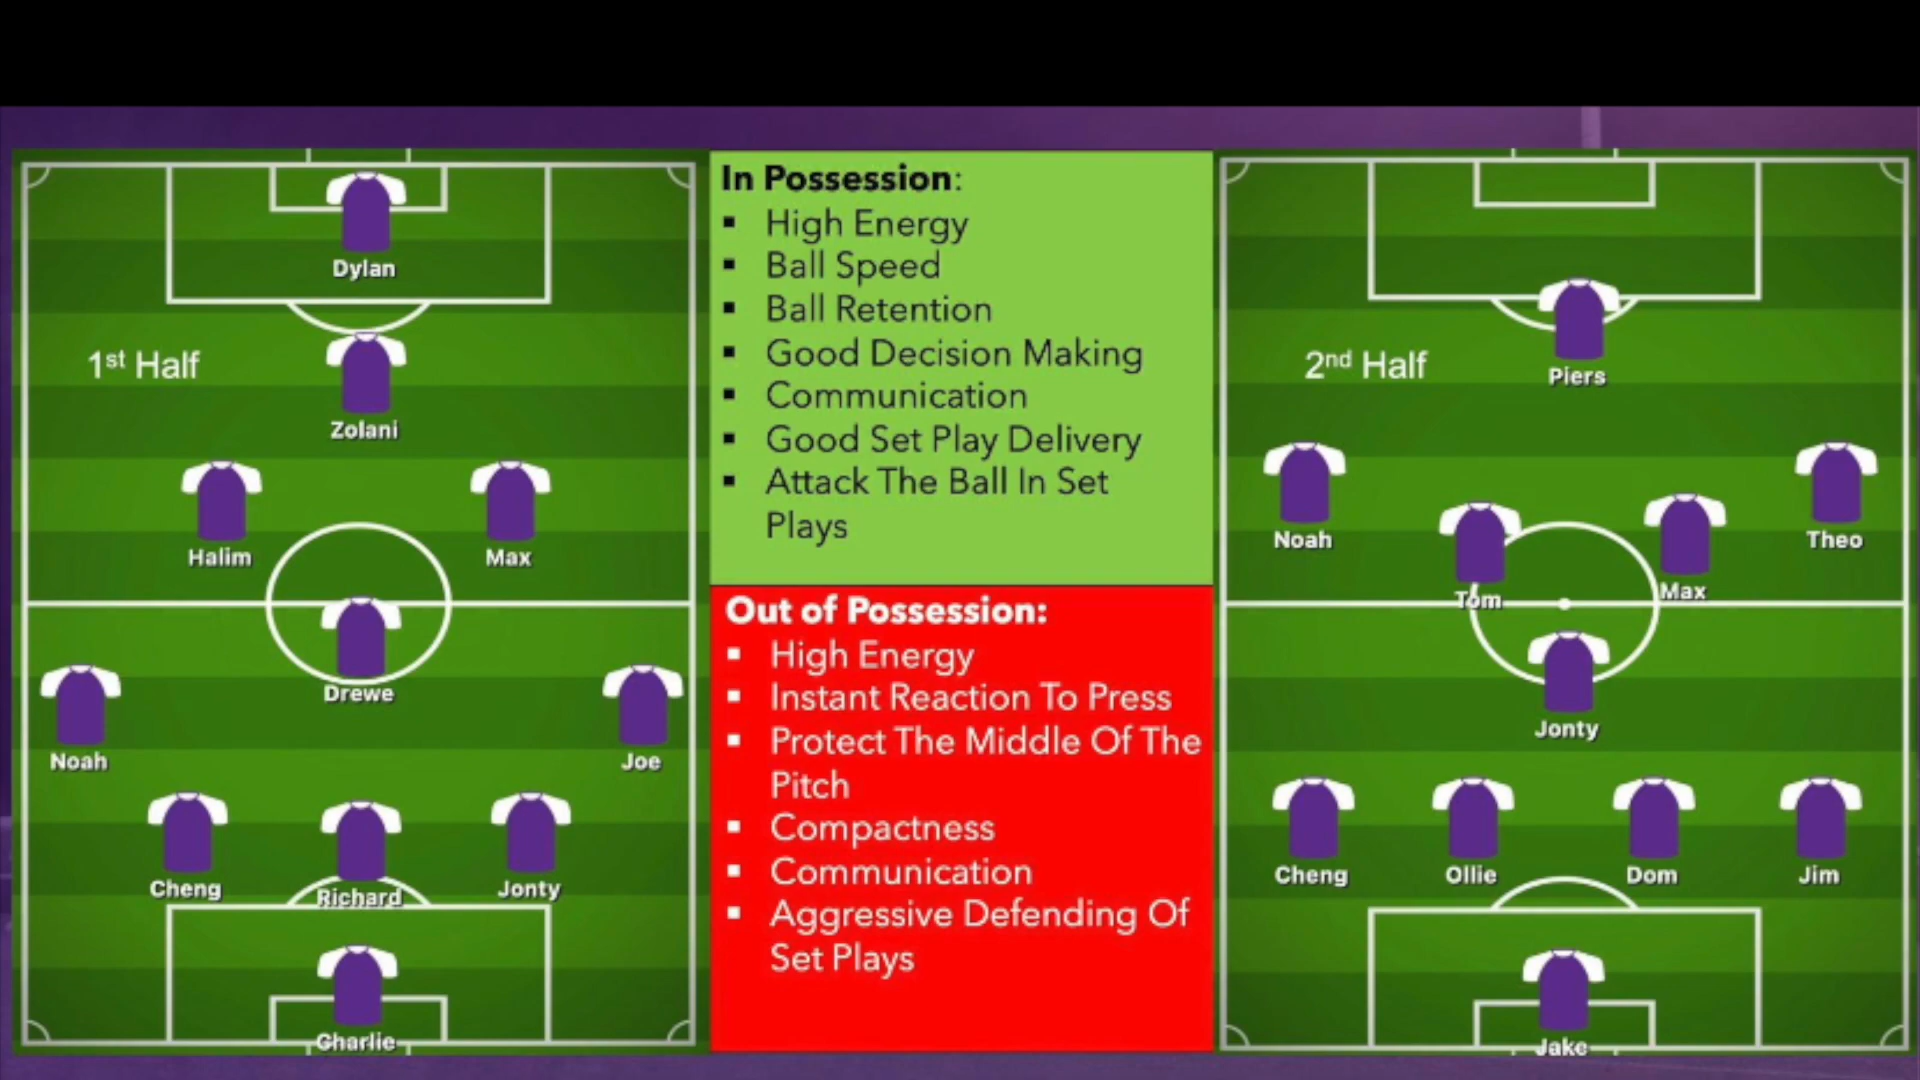 Dylan
1st Half
Zolani
Halim
Max
Drewe
Noah
Joe
Cheng
Richard
Jonty
Charlie
In Possession:
▪ High Energy
▪ Ball Speed
▪ Ball Retention
▪ Good Decision Making
▪ Communication
▪ Good Set Play Delivery
▪ Attack The Ball In Set
Plays
Out of Possession:
▪ High Energy
▪ Instant Reaction To Press
▪ Protect The Middle Of The
Pitch
▪ Compactness
▪ Communication
▪ Aggressive Defending Of
Set Plays
2nd Half
Piers
Noah
Theo
Tom
Max
Jonty
Cheng
Ollie
Dom
Jim
Jake